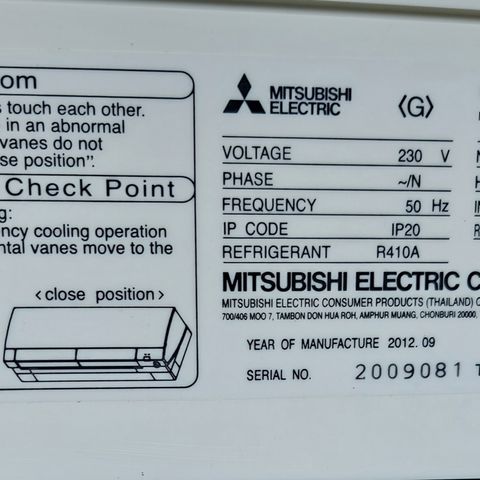 om
s touch each other.
e in an abnormal
vanes do not
se position".
Check Point
g:
ency cooling operation
ntal vanes move to the
<close position>
MITSUBISHI
ELECTRIC
<G>
VOLTAGE 230 V
PHASE ~/N
FREQUENCY 50 Hz
IP CODE IP20
REFRIGERANT R410A
MITSUBISHI ELECTRIC C
MITSUBISHI ELECTRIC CONSUMER PRODUCTS (THAILAND) C
700/406 MOO 7, TAMBON DON HUA ROH, AMPHUR MUANG, CHONBURI 20000,
YEAR OF MANUFACTURE 2012.09
SERIAL NO. 2009081 T